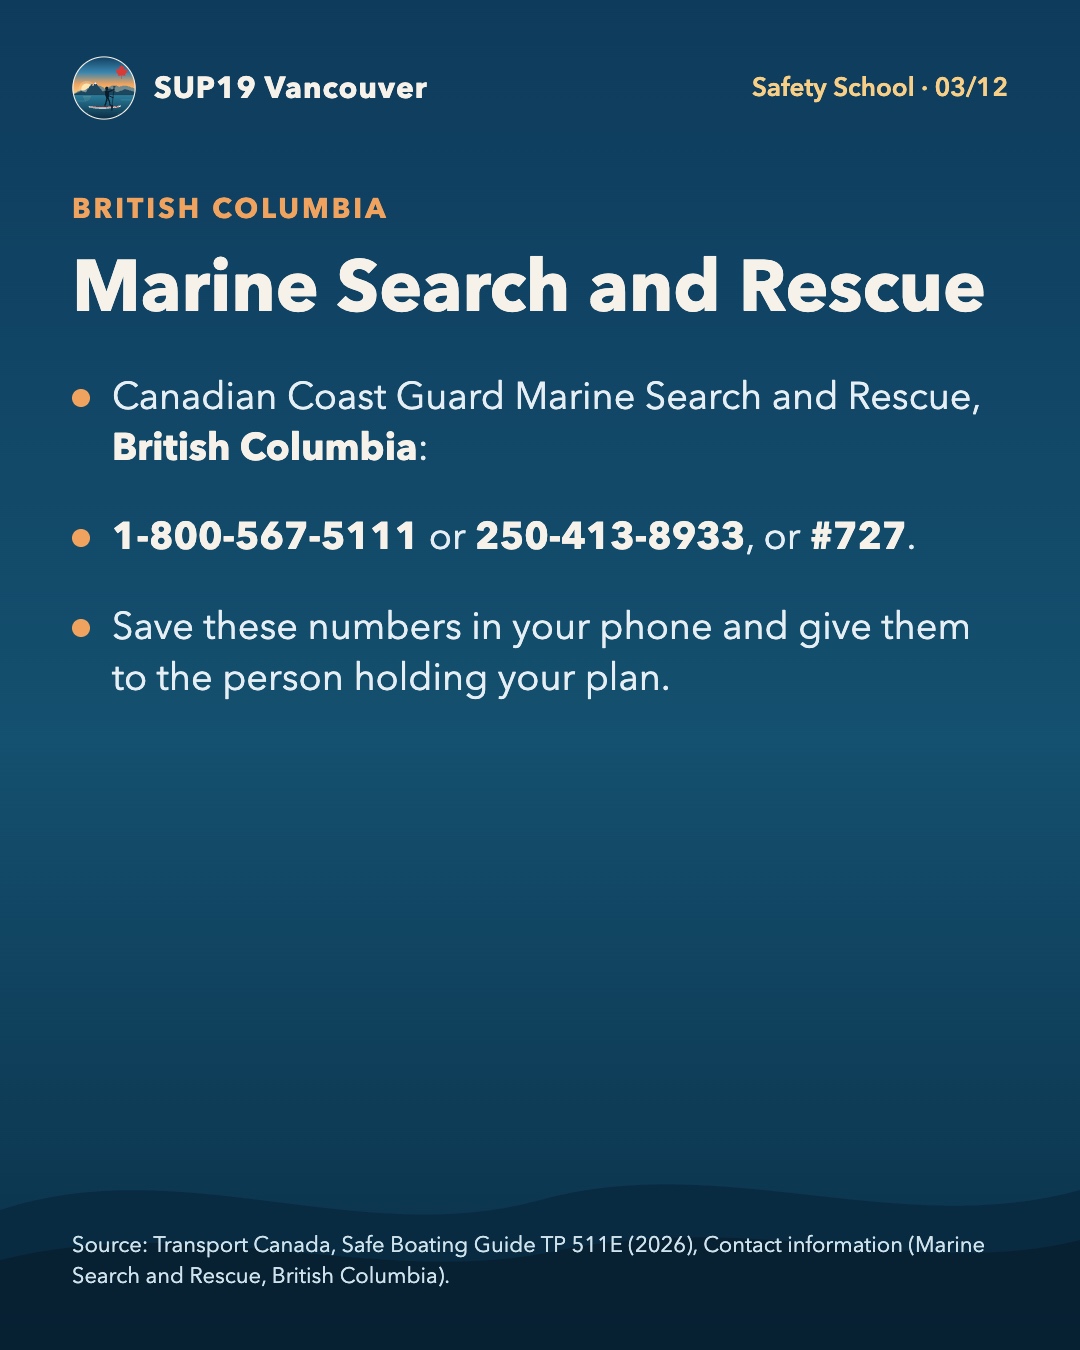 SUP19 Vancouver
Safety School · 03/12
BRITISH COLUMBIA
Marine Search and Rescue
Canadian Coast Guard Marine Search and Rescue,
British Columbia:
1-800-567-5111 or 250-413-8933, or #727.
Save these numbers in your phone and give them
to the person holding your plan.
Source: Transport Canada, Safe Boating Guide TP 511E (2026), Contact information (Marine
Search and Rescue, British Columbia).